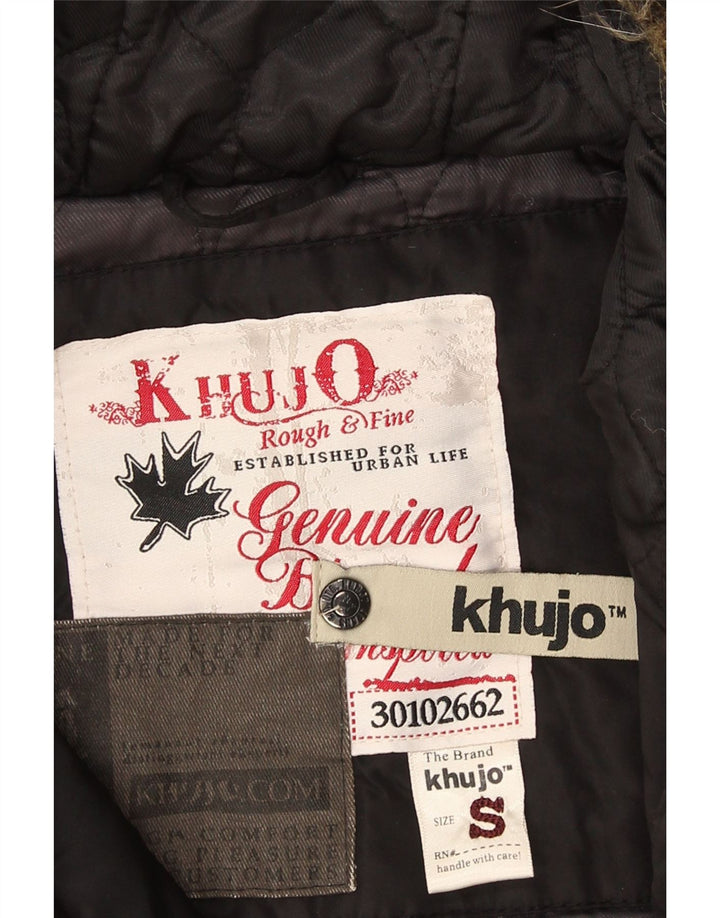 KHUJO
Rough & Fine
ESTABLISHED FOR
URBAN LIFE
Genuine
khujo™
30102662
MADE FOR
THE NEXT
DECADE
KHUJO.COM
COMFORT
PLEASURE
CUSTOMERS
The Brand
khujo™
SIZE S
RN#
handle with care!